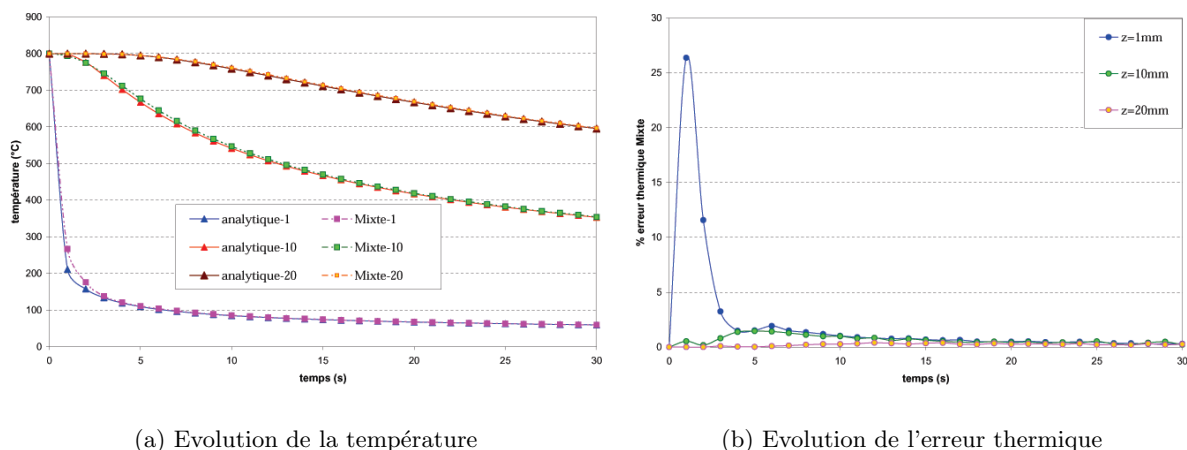 900
800
700
600
500
400
300
200
100
0
température (°C)
0 5 10 15 20 25 30
temps (s)
analytique-1 Mixte-1
analytique-10 Mixte-10
analytique-20 Mixte-20
(a) Evolution de la température
30
25
20
15
10
5
0
% erreur thermique Mixte
0 5 10 15 20 25 30
temps (s)
z=1mm
z=10mm
z=20mm
(b) Evolution de l'erreur thermique